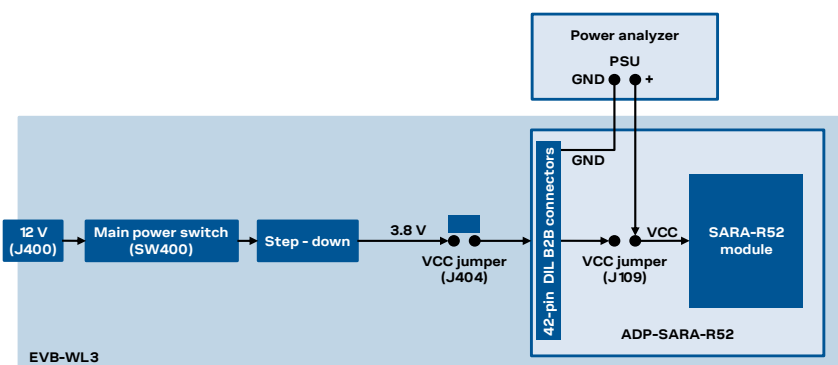 Power analyzer
PSU
GND +
GND
42-pin DIL B2B connectors
12 V
(J400)
Main power switch
(SW400)
Step - down
3.8 V
VCC jumper
(J404)
VCC
VCC jumper
(J109)
SARA-R52
module
ADP-SARA-R52
EVB-WL3